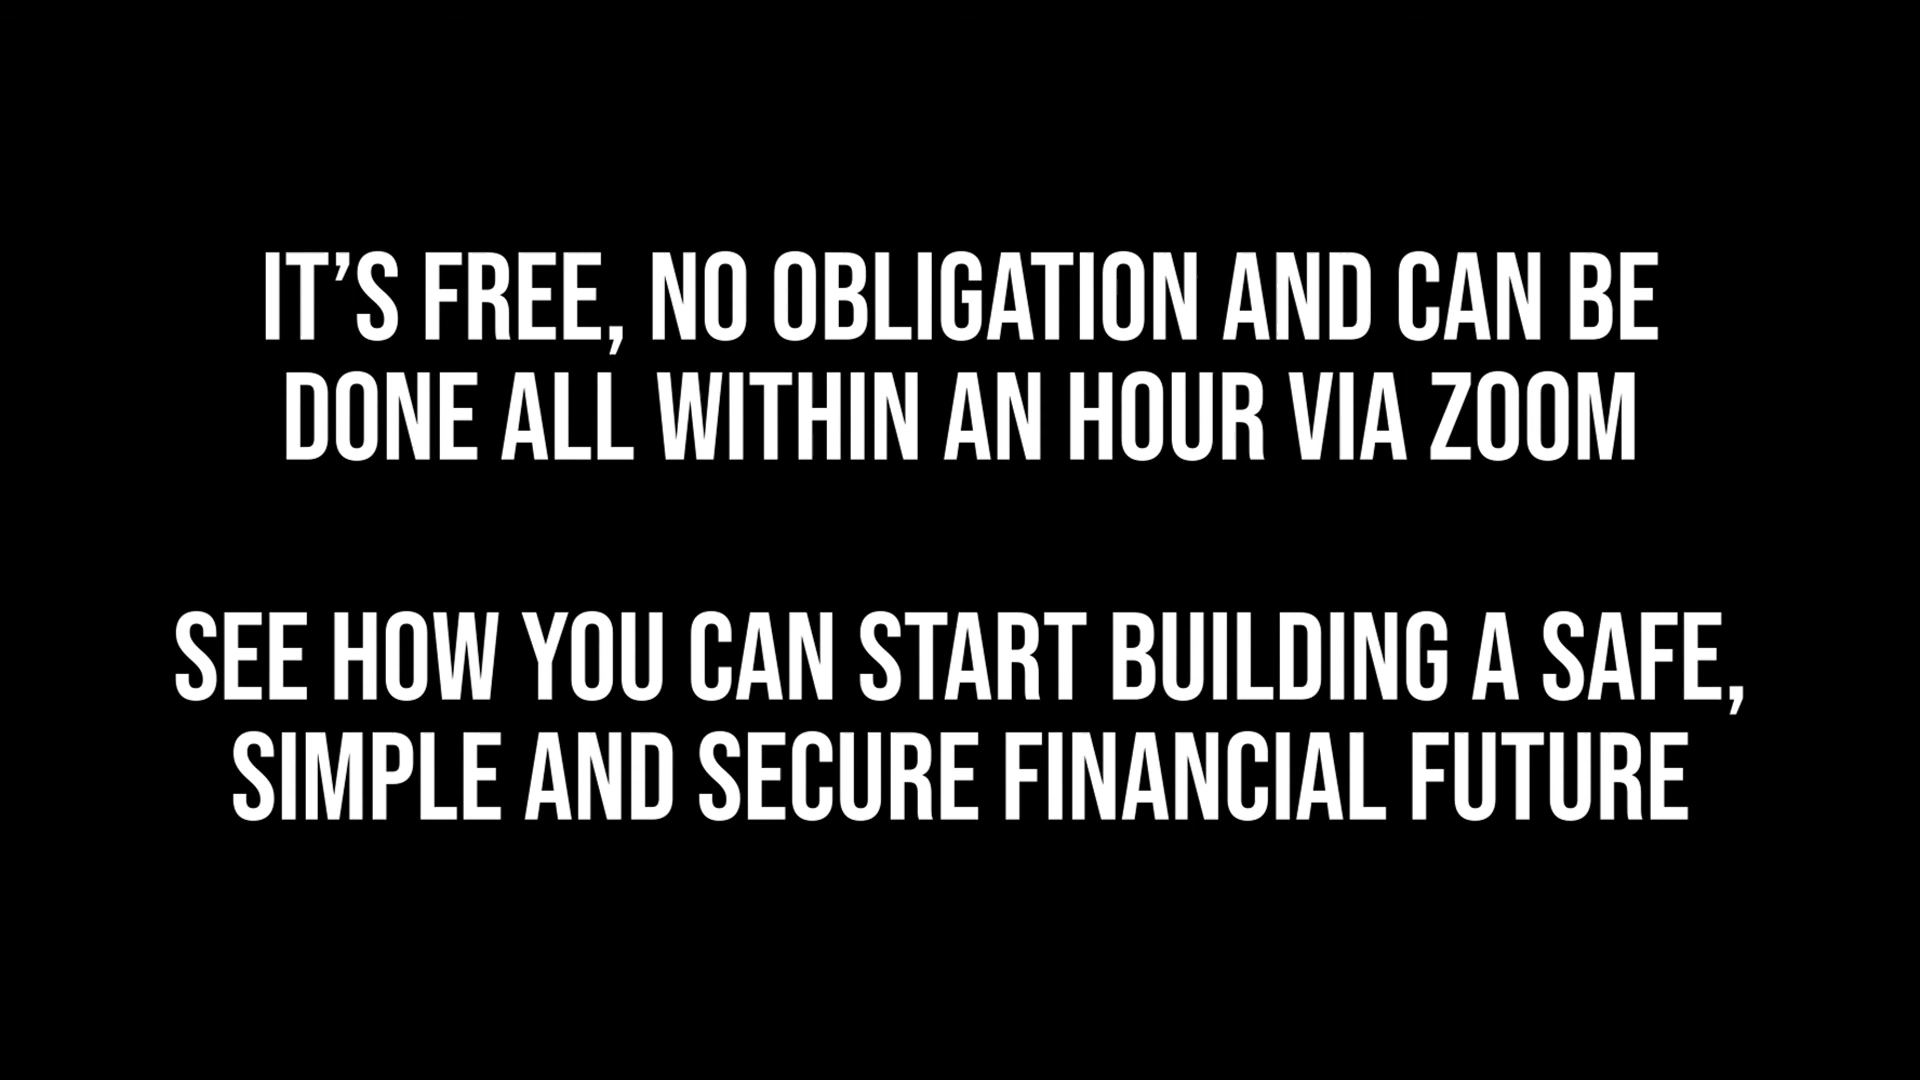 IT’S FREE, NO OBLIGATION AND CAN BE
DONE ALL WITHIN AN HOUR VIA ZOOM
SEE HOW YOU CAN START BUILDING A SAFE,
SIMPLE AND SECURE FINANCIAL FUTURE